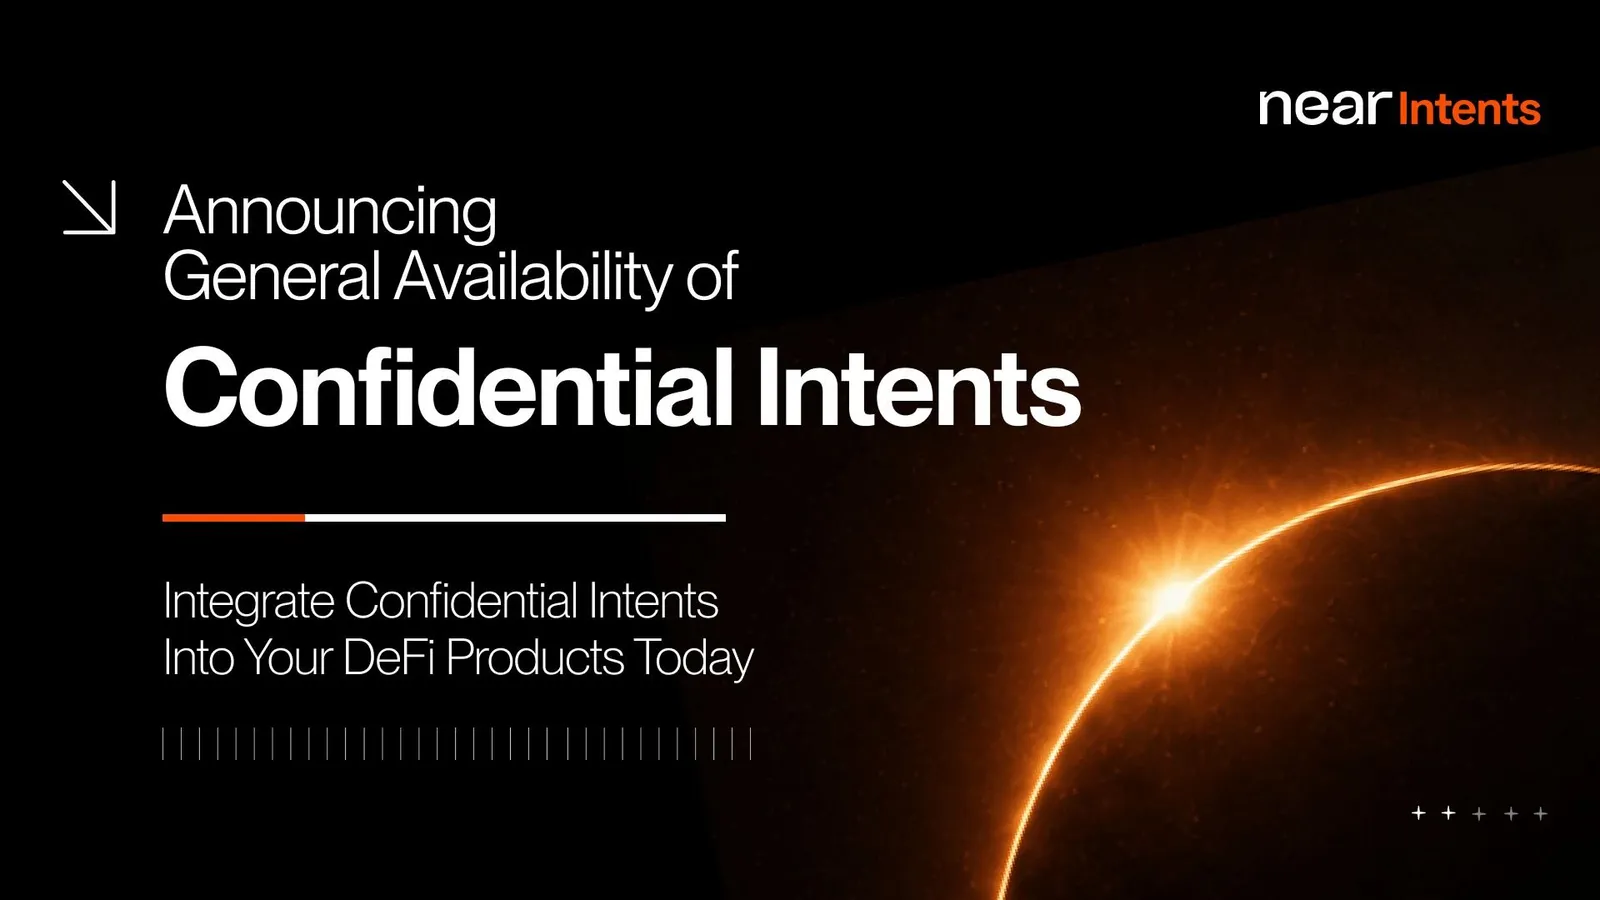 near Intents
Announcing
General Availability of
Confidential Intents
Integrate Confidential Intents
Into Your DeFi Products Today